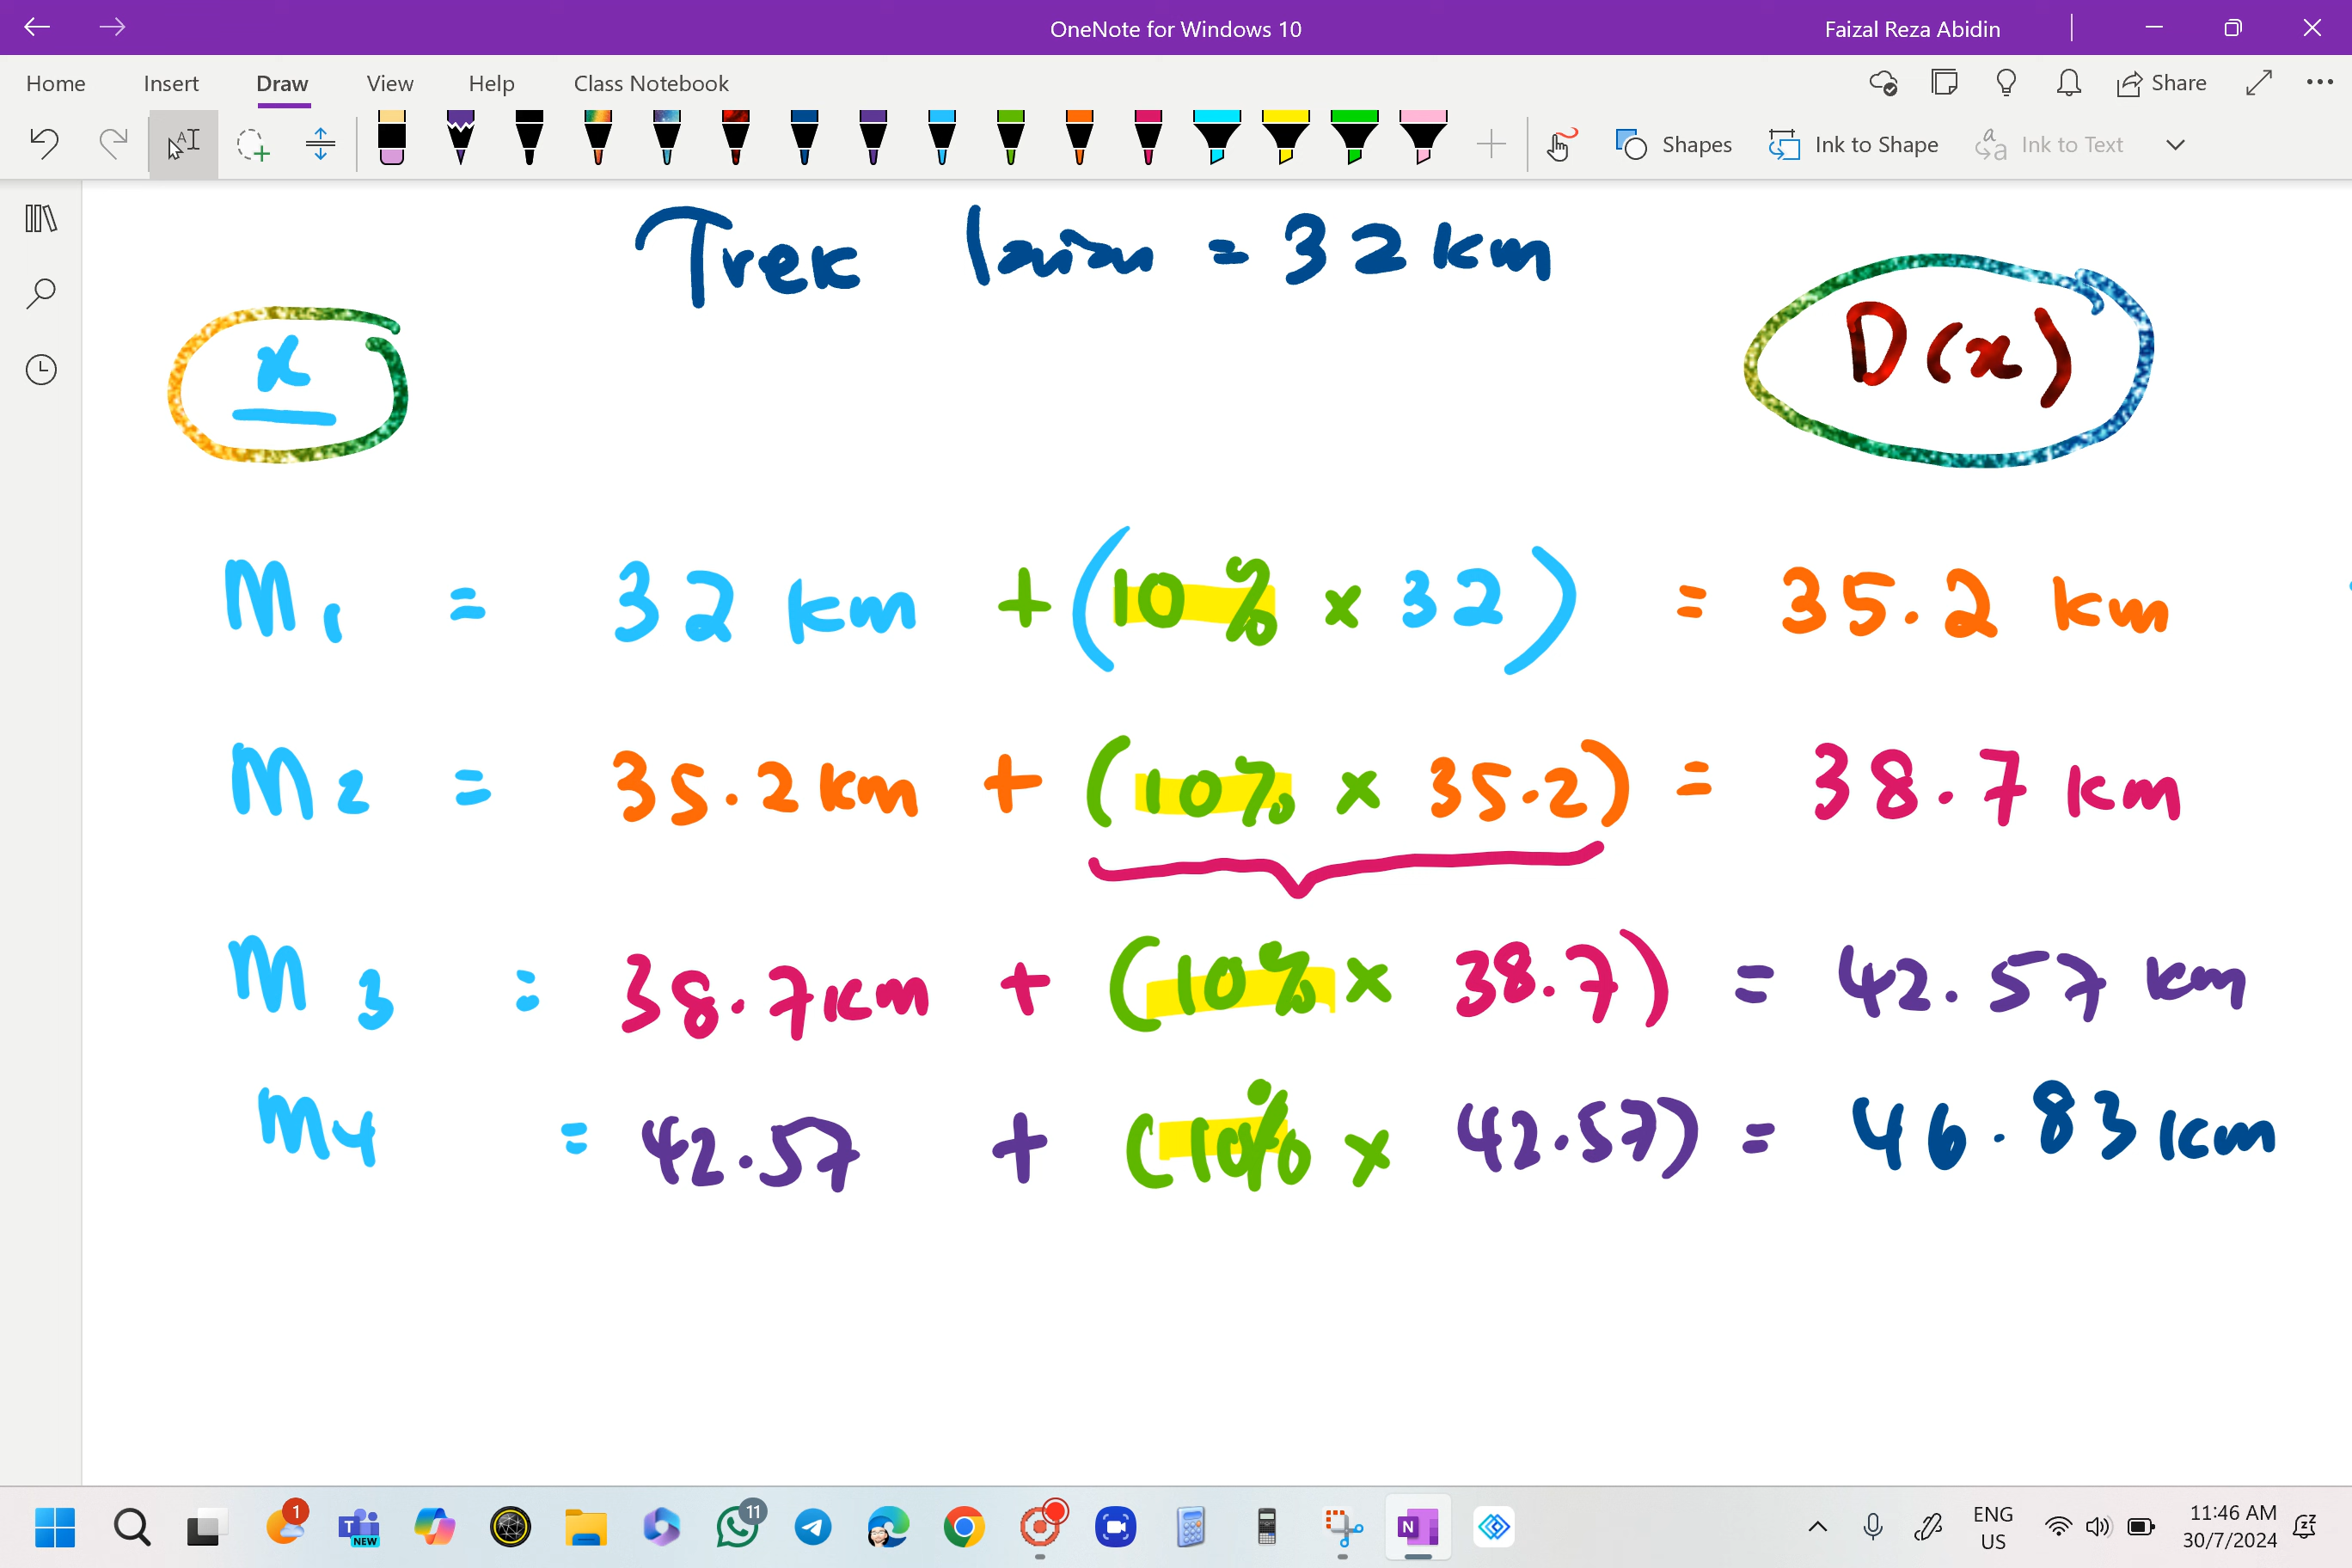 OneNote for Windows 10
Faizal Reza Abidin
Home Insert Draw View Help Class Notebook Share
Shapes Ink to Shape Ink to Text
Trek larian = 32 km
x D(x)
M1 = 32 km + (10% x 32) = 35.2 km
M2 = 35.2 km + (10% x 35.2) = 38.7 km
M3 = 38.7 km + (10% x 38.7) = 42.57 km
M4 = 42.57 + (10% x 42.57) = 46.83 km
1 NEW 11
ENG US
11:46 AM
30/7/2024